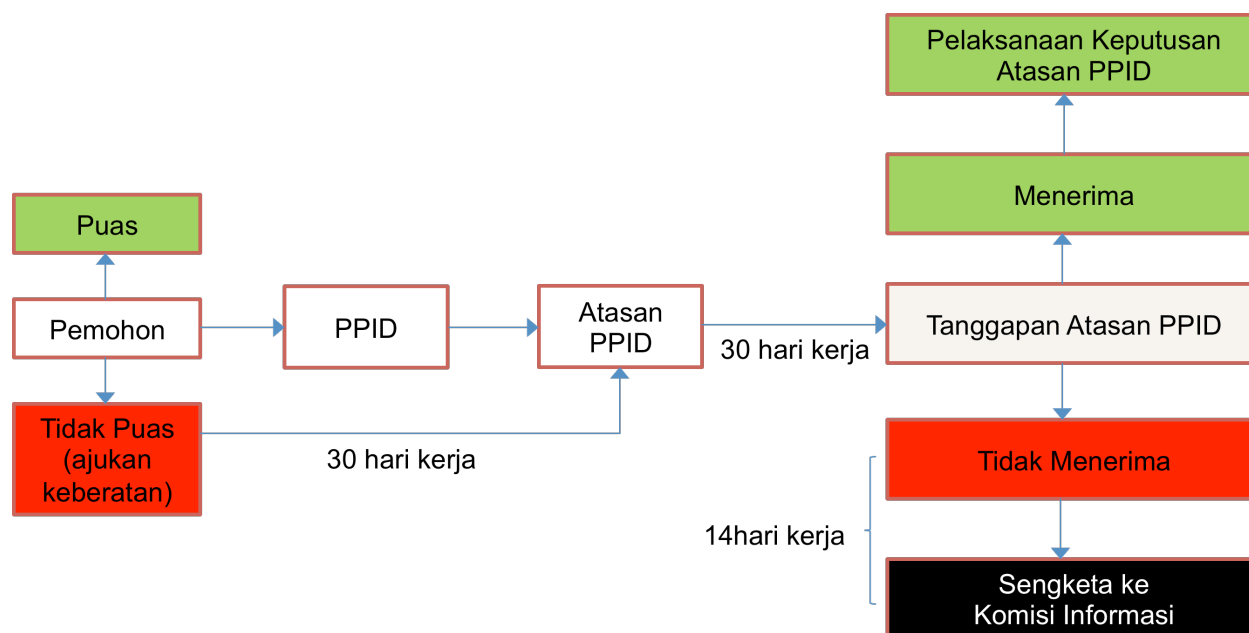 Pelaksanaan Keputusan
Atasan PPID
Menerima
Puas
Pemohon
PPID
Atasan
PPID
30 hari kerja
Tanggapan Atasan PPID
Tidak Puas
(ajukan
keberatan)
30 hari kerja
Tidak Menerima
14hari kerja
Sengketa ke
Komisi Informasi